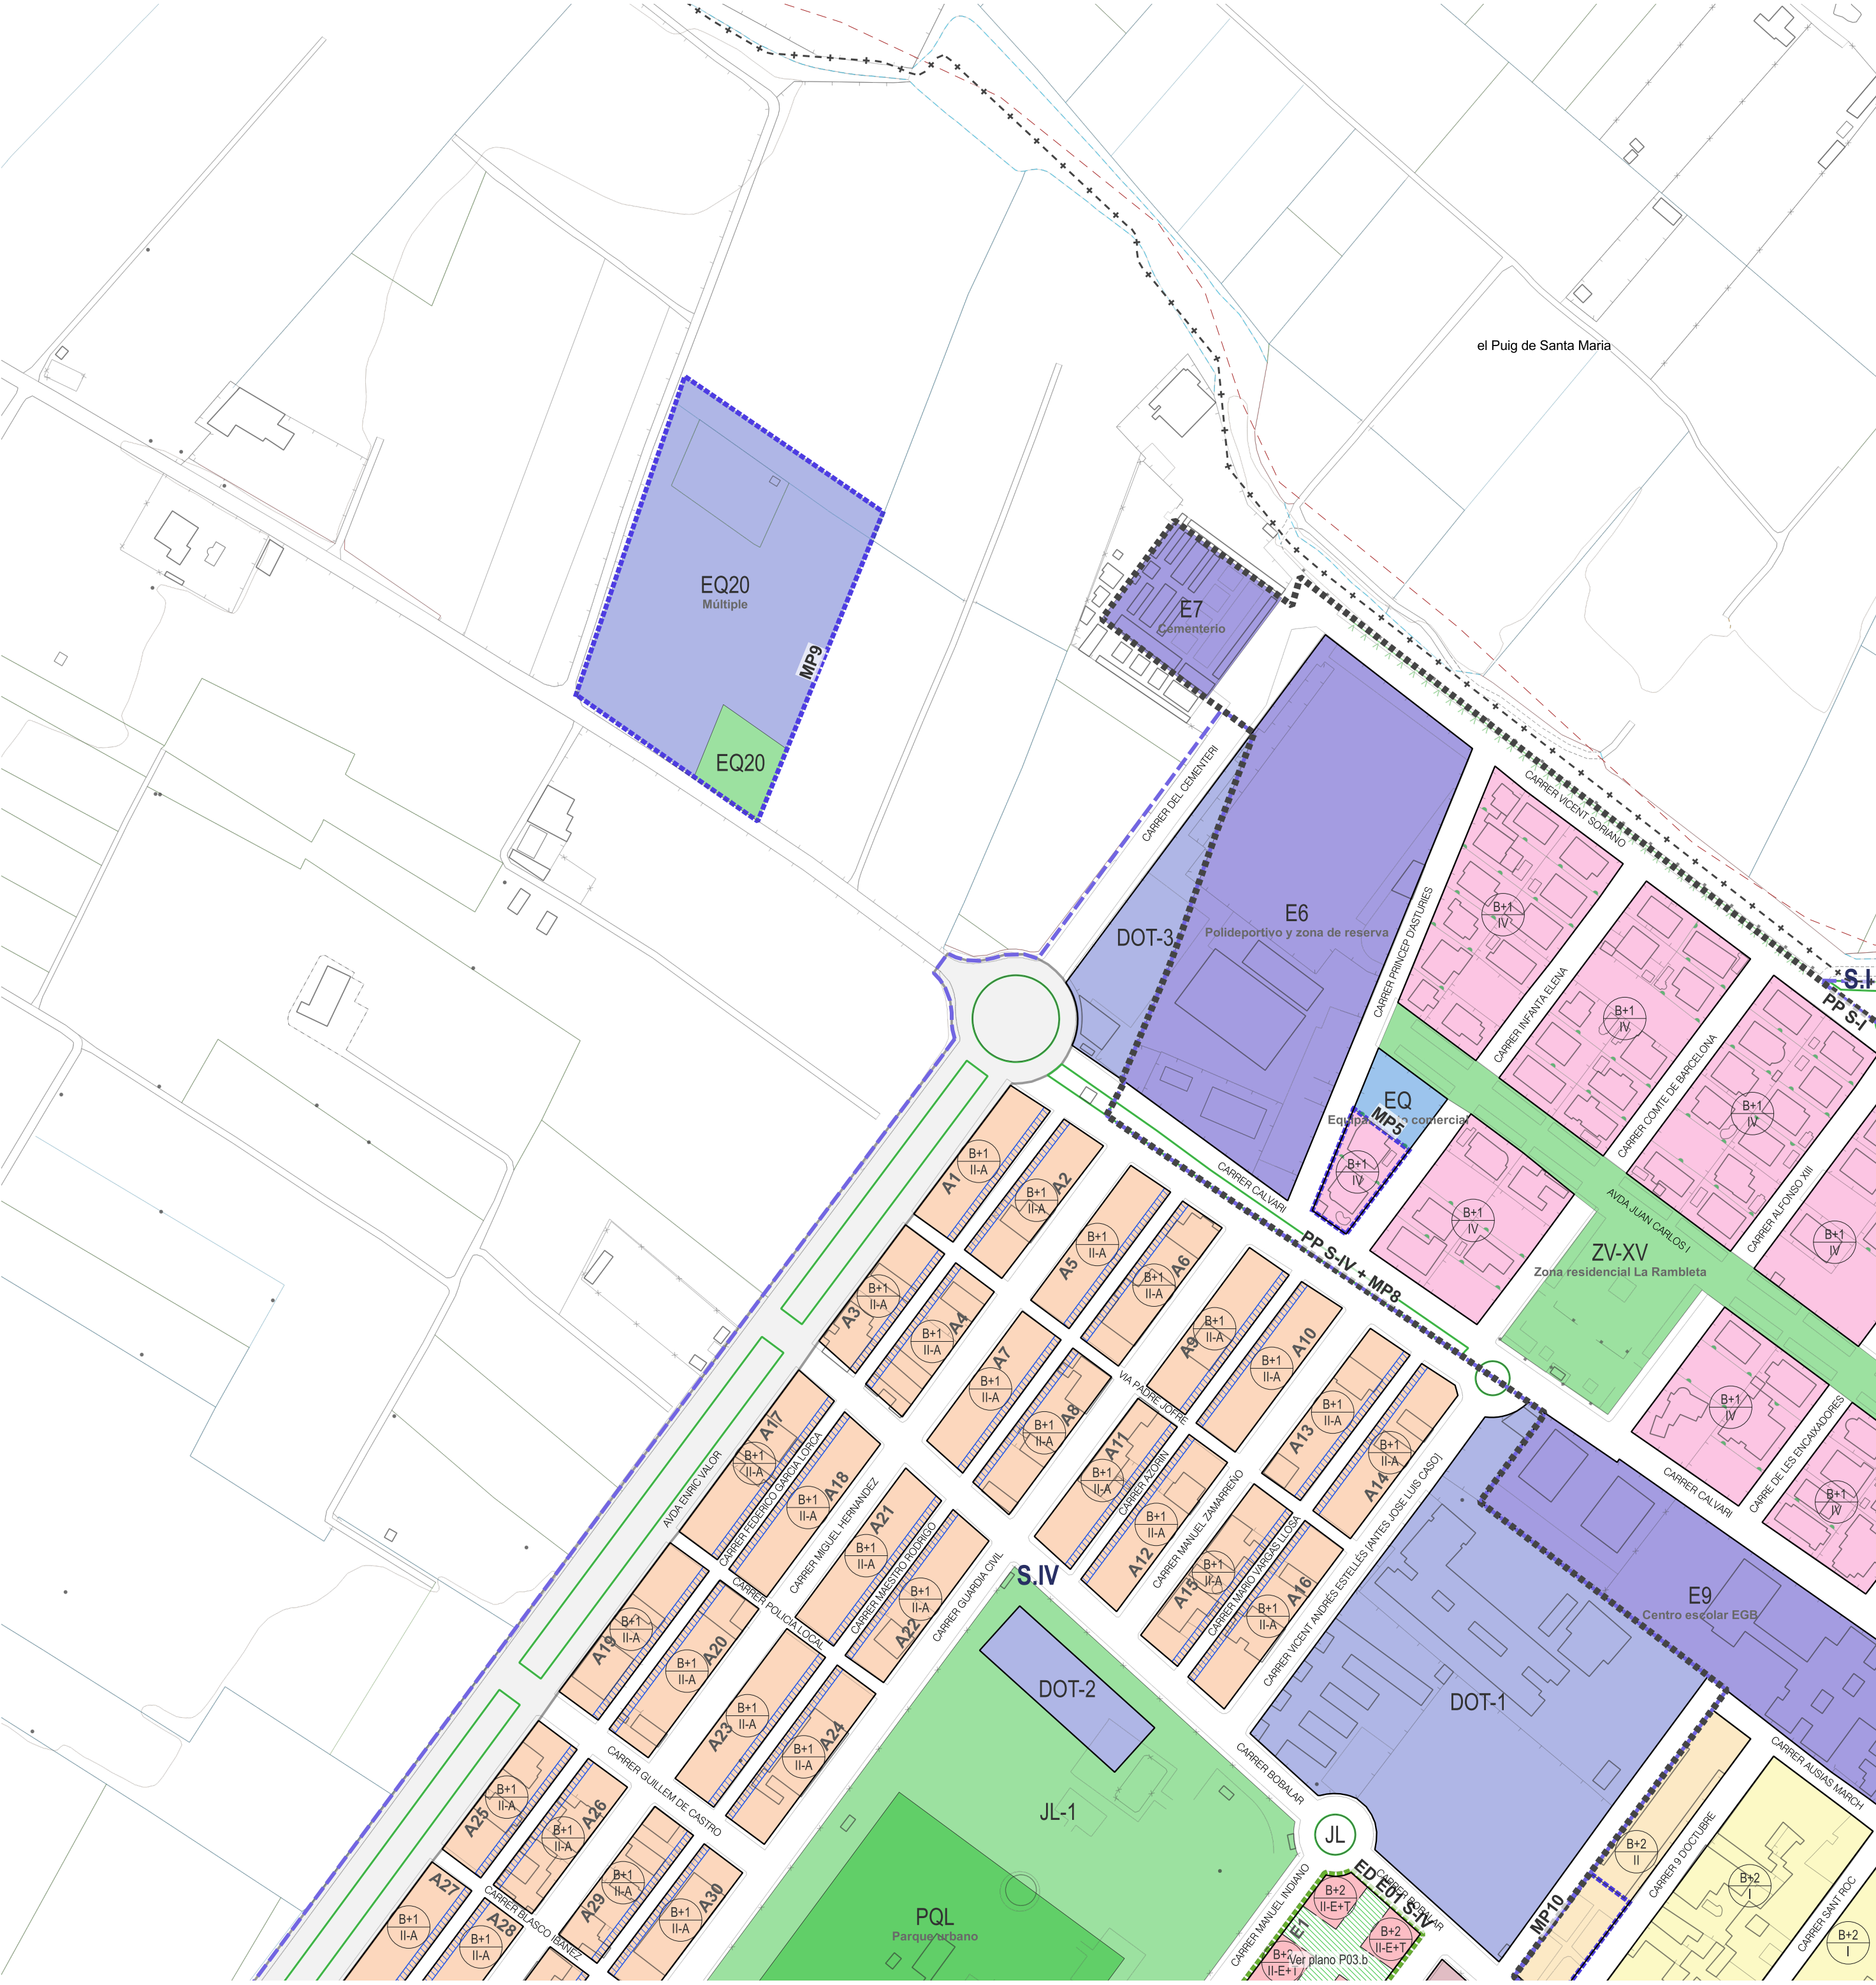 el Puig de Santa Maria
EQ20
Múltiple
MP9
EQ20
E7
Cementerio
CARRER DEL CEMENTERI
E6
Polideportivo y zona de reserva
DOT-3
CARRER PRINCEP D'ASTURIES
CARRER VICENT SORIANO
B+1
IV
CARRER INFANTA ELENA
B+1
IV
S.I
PP S-I
CARRER COMTE DE BARCELONA
B+1
IV
EQ
MP5
B+1
IV
CARRER CALVARI
B+1
IV
AVDA JUAN CARLOS I
CARRER ALFONSO XIII
B+1
IV
ZV-XV
Zona residencial La Rambleta
PP S-IV + MP8
A1
B+1
II-A
A2
B+1
II-A
A3
B+1
II-A
A4
B+1
II-A
A5
B+1
II-A
A6
B+1
II-A
A7
B+1
II-A
A8
B+1
II-A
VIA PADRE JOFRE
A9
B+1
II-A
A10
B+1
II-A
A11
B+1
II-A
CARRER AZORIN
A12
B+1
II-A
CARRER MANUEL ZAMARREÑO
A13
B+1
II-A
A14
B+1
II-A
A15
B+1
II-A
CARRER MARIO VARGAS LLOSA
A16
B+1
II-A
CARRER VICENT ANDRÉS ESTELLÉS [ANTES JOSE LUIS CASO]
B+1
IV
CARRE DE LES ENCAIXADORES
B+1
IV
CARRER CALVARI
AVDA ENRIC VALOR
A17
B+1
II-A
CARRER FEDERICO GARCIA LORCA
A18
B+1
II-A
CARRER MIGUEL HERNANDEZ
A19
B+1
II-A
A20
B+1
II-A
CARRER POLICIA LOCAL
A21
B+1
II-A
CARRER MAESTRO RODRIGO
A22
B+1
II-A
CARRER GUARDIA CIVIL
S.IV
A23
B+1
II-A
A24
B+1
II-A
CARRER GUILLEM DE CASTRO
A25
B+1
II-A
A26
B+1
II-A
A27
B+1
II-A
A28
B+1
II-A
CARRER BLASCO IBAÑEZ
A29
B+1
II-A
A30
B+1
II-A
DOT-2
JL-1
PQL
Parque urbano
DOT-1
E9
Centro escolar EGB
CARRER AUSIAS MARCH
CARRER BOBALAR
JL
CARRER MANUEL INDIANO
ED E01 S-IV
CARRER BOBALAR
B+2
II-E+T
E1
B+2
II-E+T
II-E+T
Ver plano P03.b
MP10
B+2
II
CARRER 9 D'OCTUBRE
B+2
I
CARRER SANT ROC
B+2
I